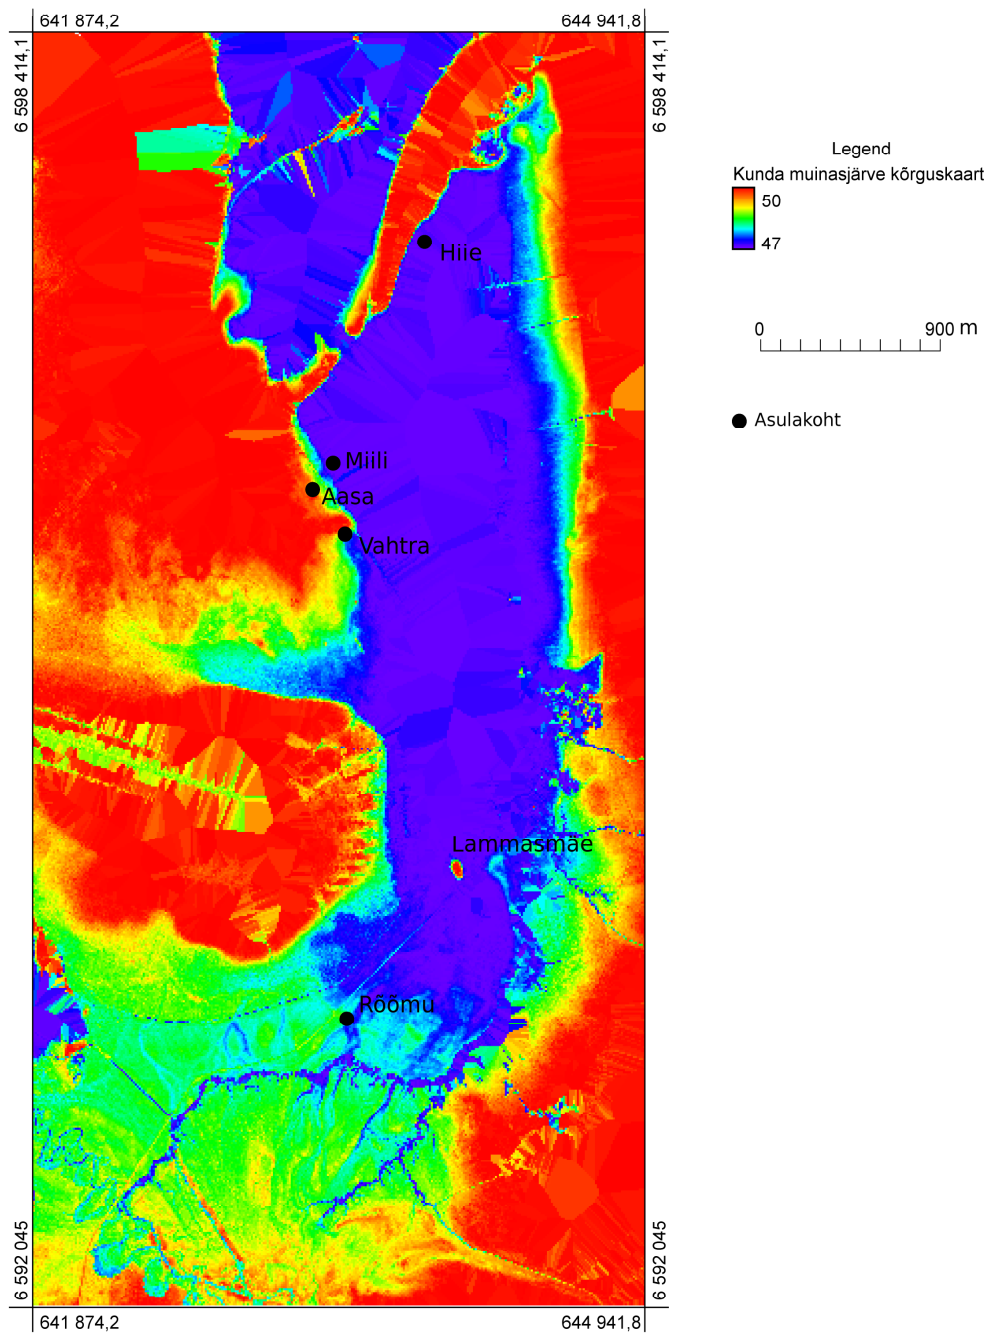 641 874,2
644 941,8
6 598 414,1
6 598 414,1
Legend
Kunda muinasjärve kõrguskaart
50
47
Hiie
0
900 m
Asulakoht
Miili
Aasa
Vahtra
Lammasmäe
Rõõmu
6 592 045
6 592 045
641 874,2
644 941,8